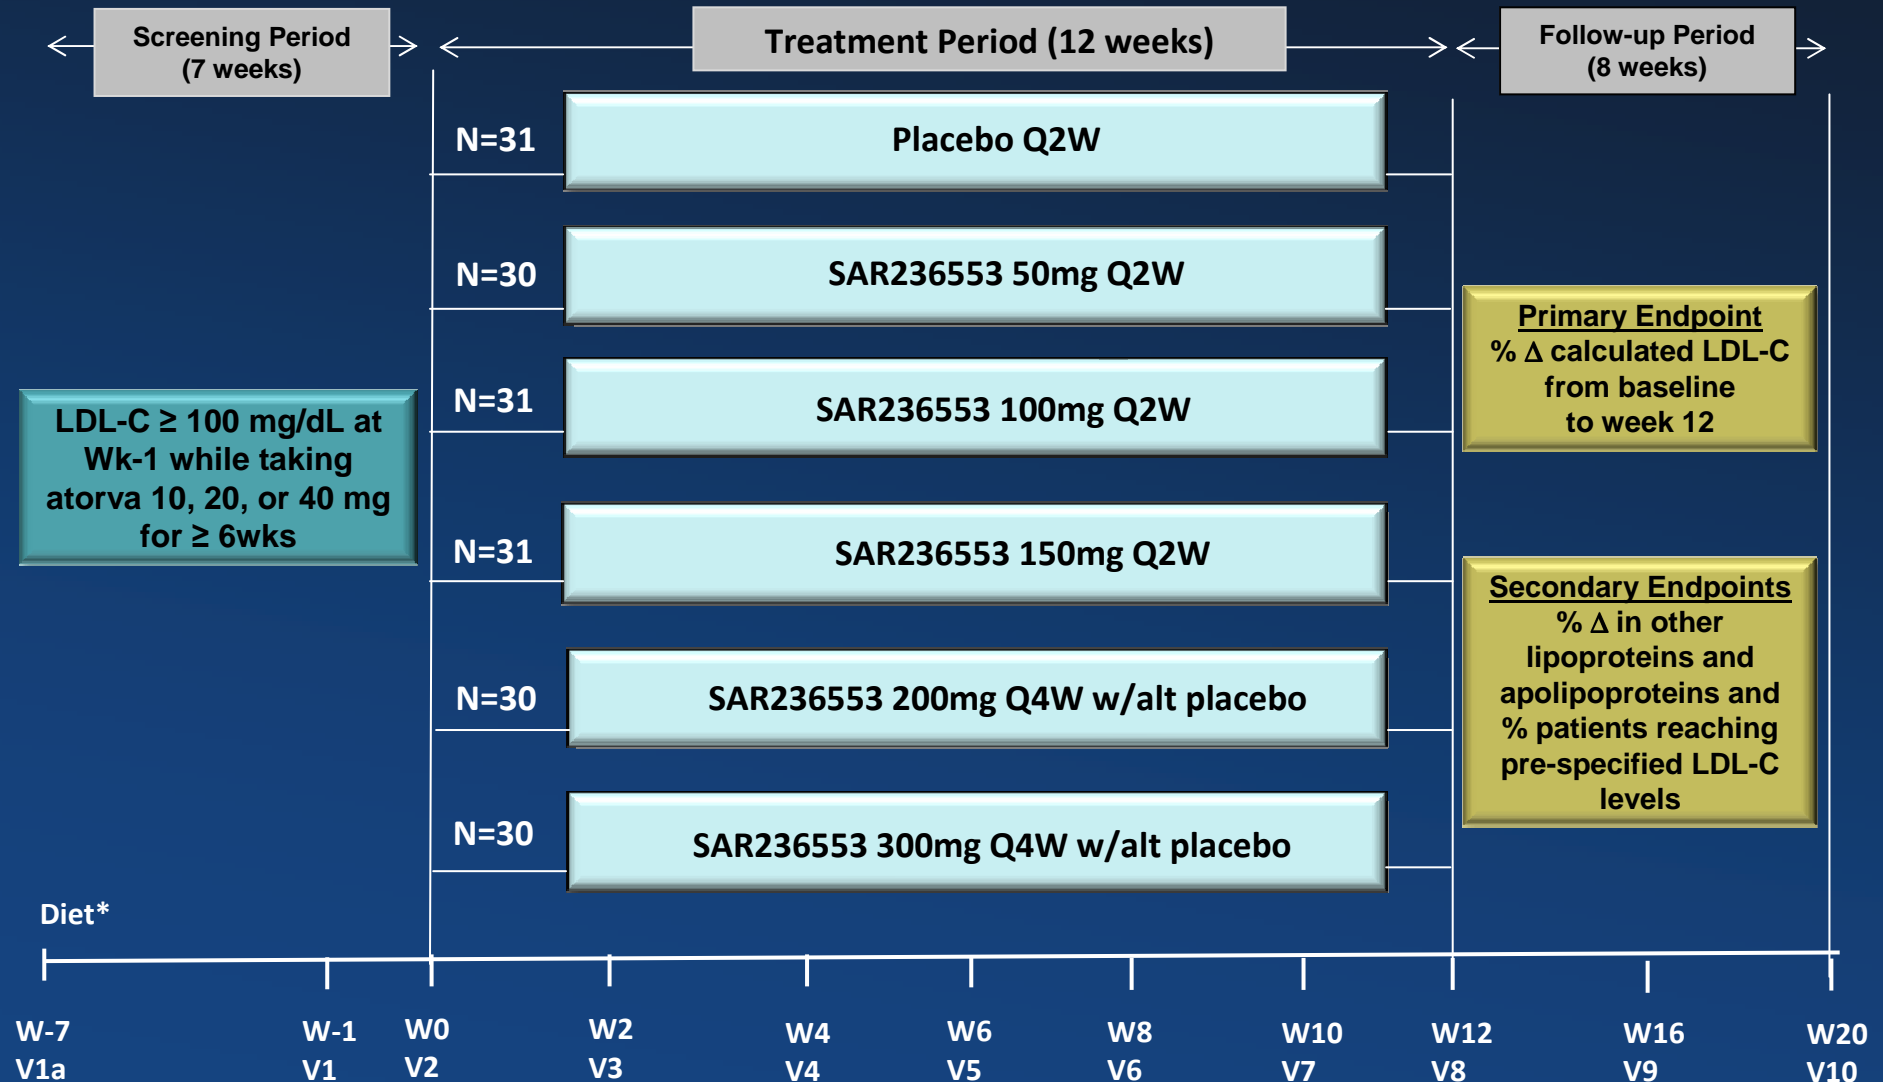 Screening Period
(7 weeks)
Treatment Period (12 weeks)
Follow-up Period
(8 weeks)
N=31
Placebo Q2W
N=30
SAR236553 50mg Q2W
N=31
SAR236553 100mg Q2W
N=31
SAR236553 150mg Q2W
N=30
SAR236553 200mg Q4W w/alt placebo
N=30
SAR236553 300mg Q4W w/alt placebo
LDL-C ≥ 100 mg/dL at
Wk-1 while taking
atorva 10, 20, or 40 mg
for ≥ 6wks
Primary Endpoint
% Δ calculated LDL-C
from baseline
to week 12
Secondary Endpoints
% Δ in other
lipoproteins and
apolipoproteins and
% patients reaching
pre-specified LDL-C
levels
Diet*
W-7 W-1 W0 W2 W4 W6 W8 W10 W12 W16 W20
V1a V1 V2 V3 V4 V5 V6 V7 V8 V9 V10